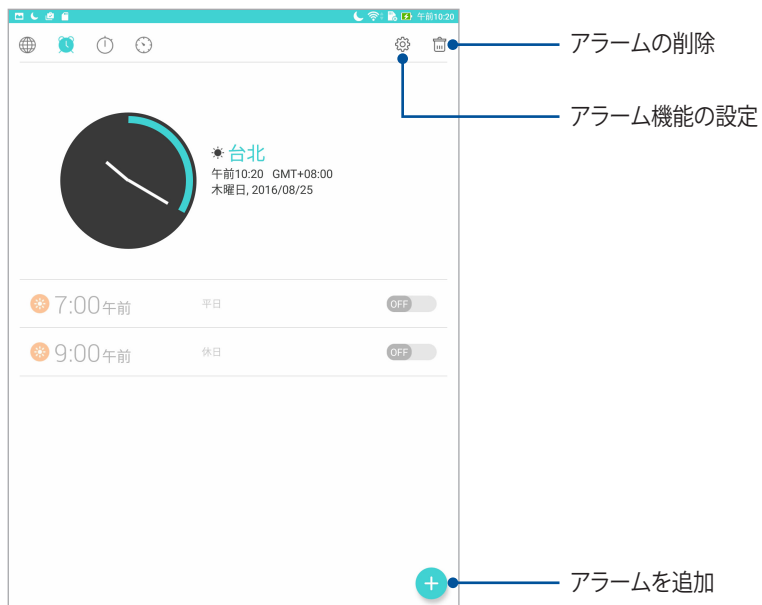 午前10:20
アラームの削除
アラーム機能の設定
台北
午前10:20 GMT+08:00
木曜日, 2016/08/25
7:00午前 平日 OFF
9:00午前 休日 OFF
アラームを追加